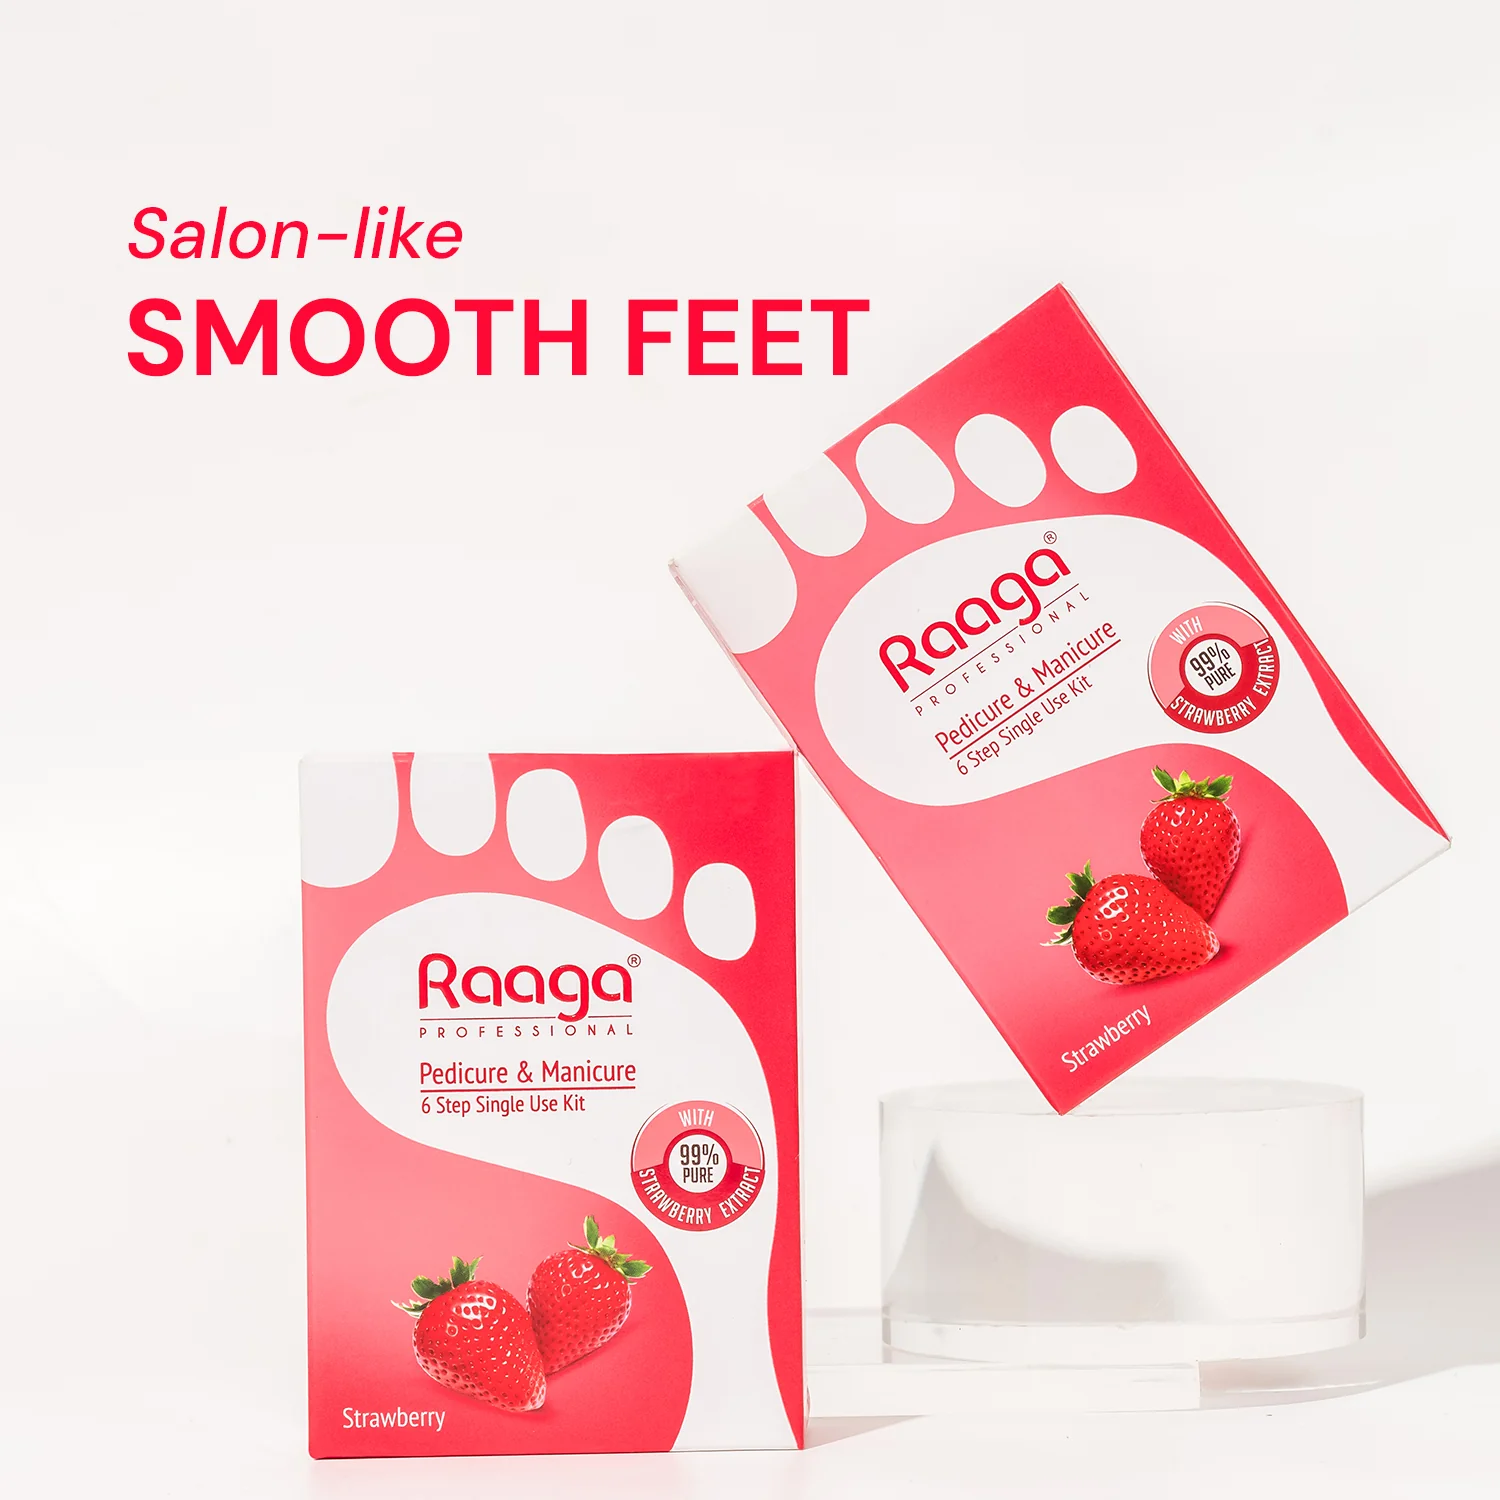 Salon-like
SMOOTH FEET
Raaga®
PROFESSIONAL
Pedicure & Manicure
6 Step Single Use Kit
WITH
99%
PURE
STRAWBERRY EXTRACT
Strawberry
Raaga®
PROFESSIONAL
Pedicure & Manicure
6 Step Single Use Kit
WITH
99%
PURE
STRAWBERRY EXTRACT
Strawberry